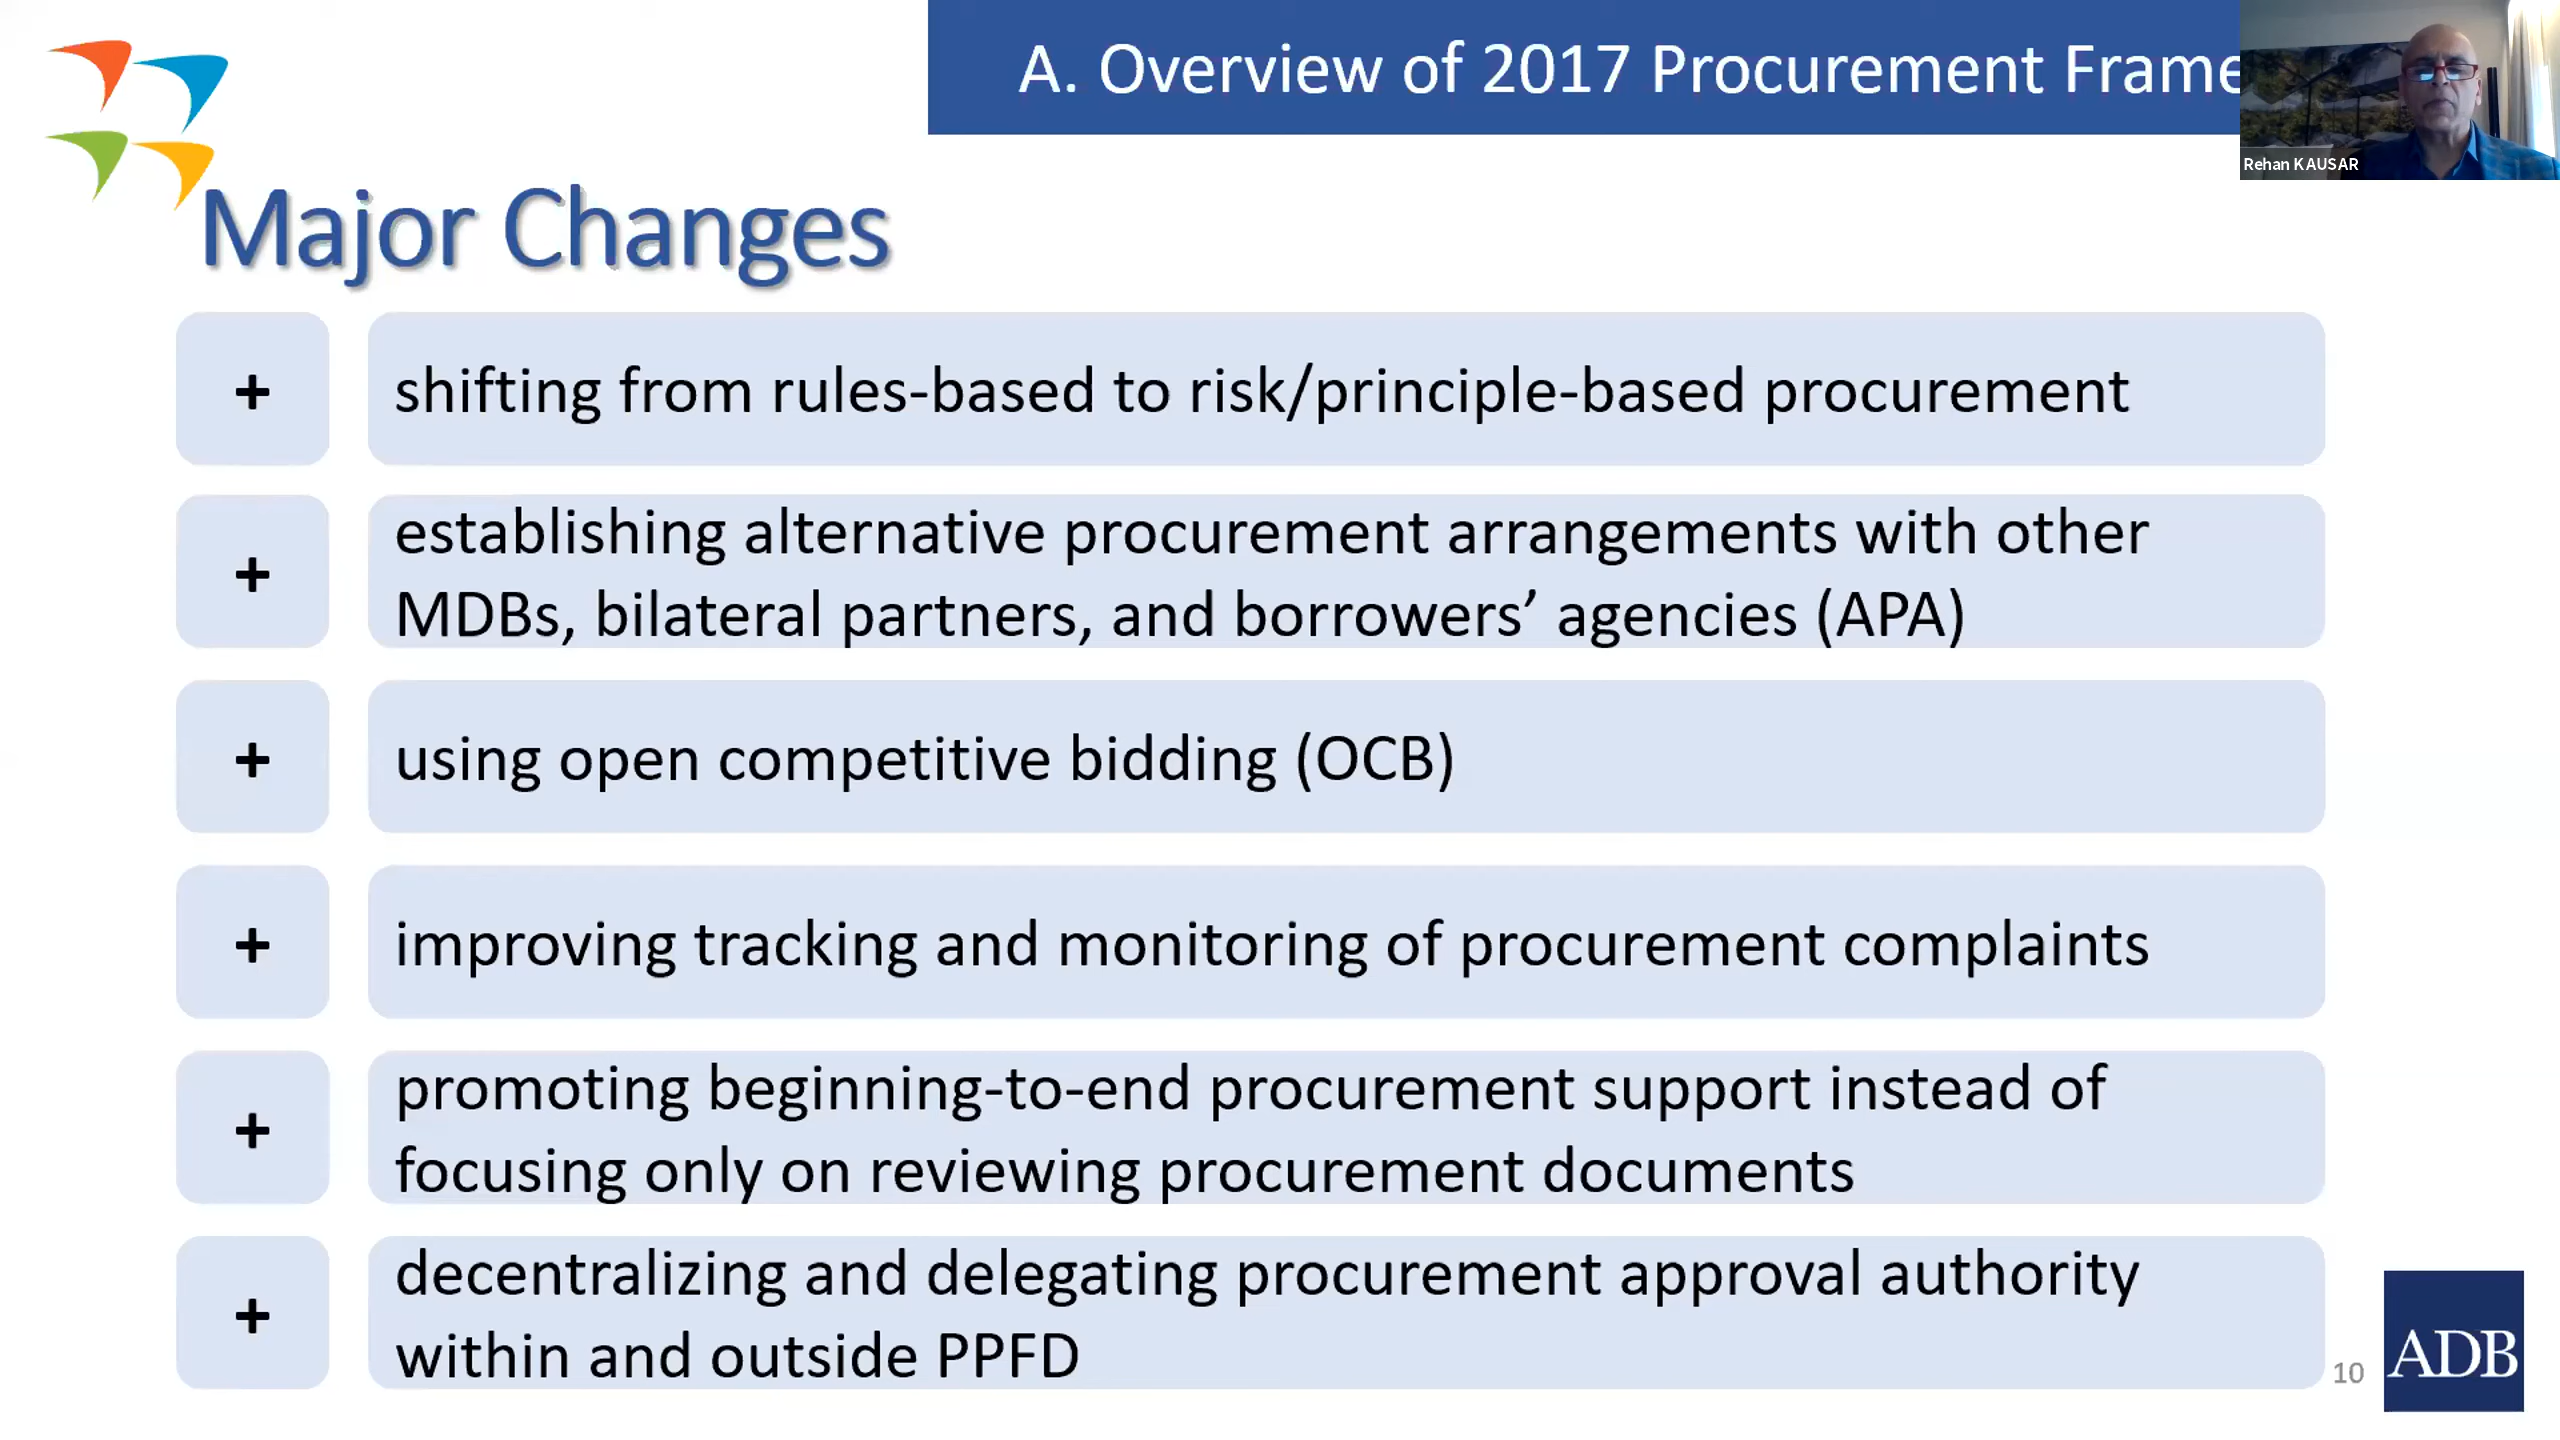 A. Overview of 2017 Procurement Frame
Rehan KAUSAR
Major Changes
+ shifting from rules-based to risk/principle-based procurement
+ establishing alternative procurement arrangements with other
MDBs, bilateral partners, and borrowers’ agencies (APA)
+ using open competitive bidding (OCB)
+ improving tracking and monitoring of procurement complaints
+ promoting beginning-to-end procurement support instead of
focusing only on reviewing procurement documents
+ decentralizing and delegating procurement approval authority
within and outside PPFD
10
ADB